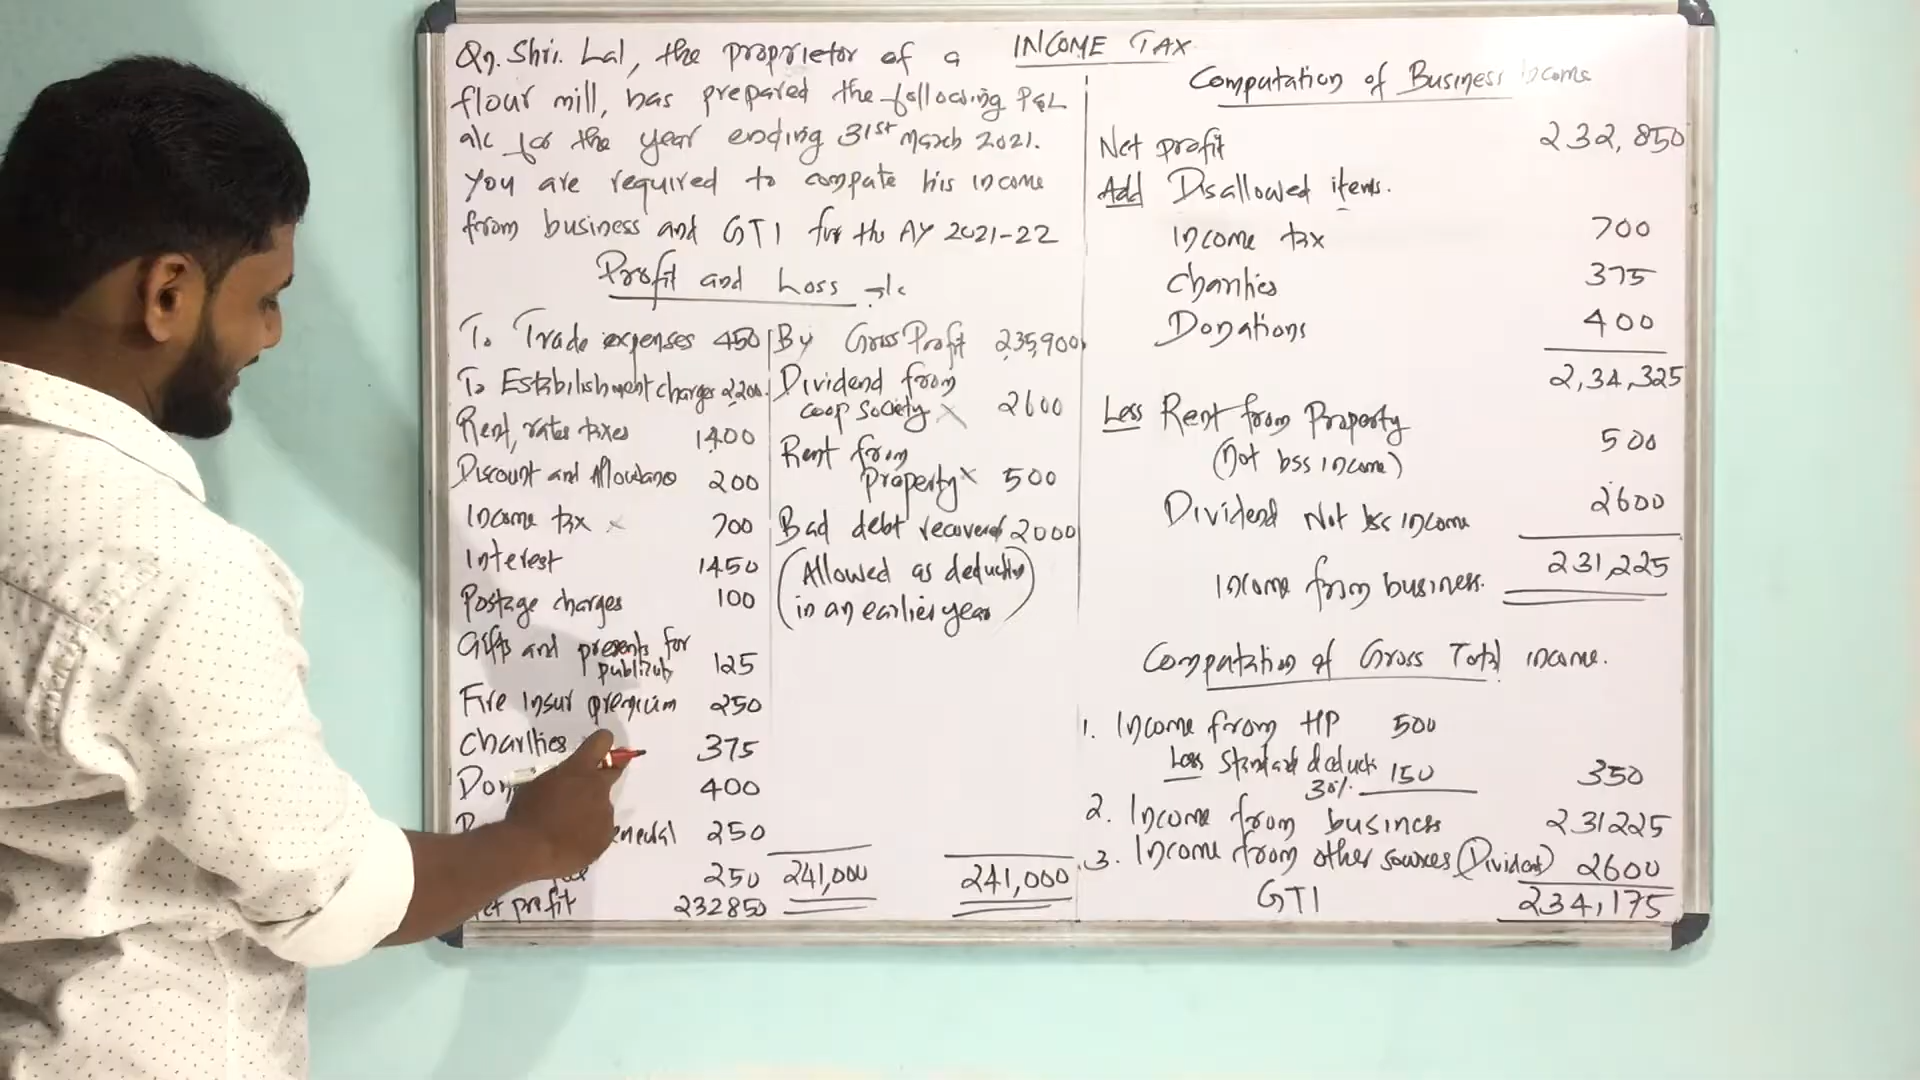 INCOME TAX
Qn. Shri. Lal, the proprietor of a
flour mill, has prepared the following P&L
a/c for the year ending 31st March 2021.
You are required to compute his income
from business and GTI for the AY 2021-22
Profit and Loss a/c
To Trade expenses 450
To Establishment charges 2200
Rent, rates taxes 1400
Discount and Allowance 200
Income tax × 700
Interest 1450
Postage charges 100
Gifts and presents for
publicity 125
Fire insur premium 250
Charities 375
Don 400
250
250
profit 232850
241,000
By Gross Profit 235,900
Dividend from
coop society × 2600
Rent from
property × 500
Bad debt recovered 2000
(Allowed as deduction
in an earlier year)
241,000
Computation of Business Income
Net profit 232,850
Add Disallowed items.
Income tax 700
Charities 375
Donations 400
2,34,325
Less Rent from Property
(not bss income) 500
Dividend Not bss income 2600
Income from business. 231,225
Computation of Gross Total income.
1. Income from HP 500
Less Standard deduct
30%. 150 350
2. Income from business 231225
3. Income from other sources (Dividend) 2600
GTI 234,175